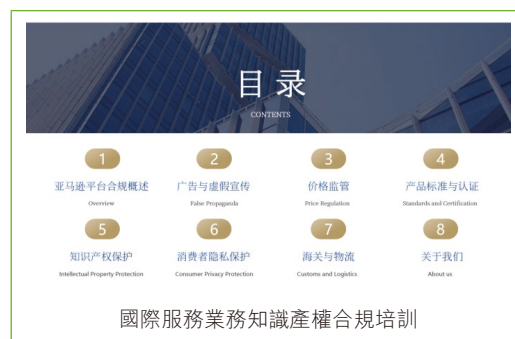 目录
CONTENTS
1 2 3 4
亚马逊平台合规概述 广告与虚假宣传 价格监管 产品标准与认证
Overview False Propaganda Price Regulation Standards and Certification
5 6 7 8
知识产权保护 消费者隐私保护 海关与物流 关于我们
Intellectual Property Protection Consumer Privacy Protection Customs and Logistics About us
國際服務業務知識產權合規培訓